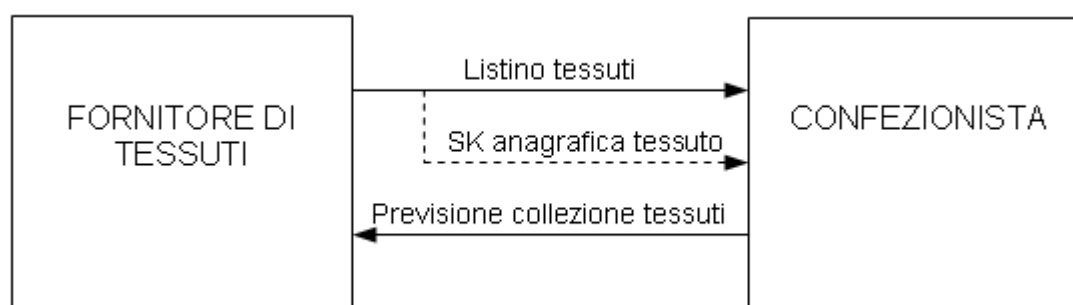 FORNITORE DI
TESSUTI
Listino tessuti
SK anagrafica tessuto
Previsione collezione tessuti
CONFEZIONISTA